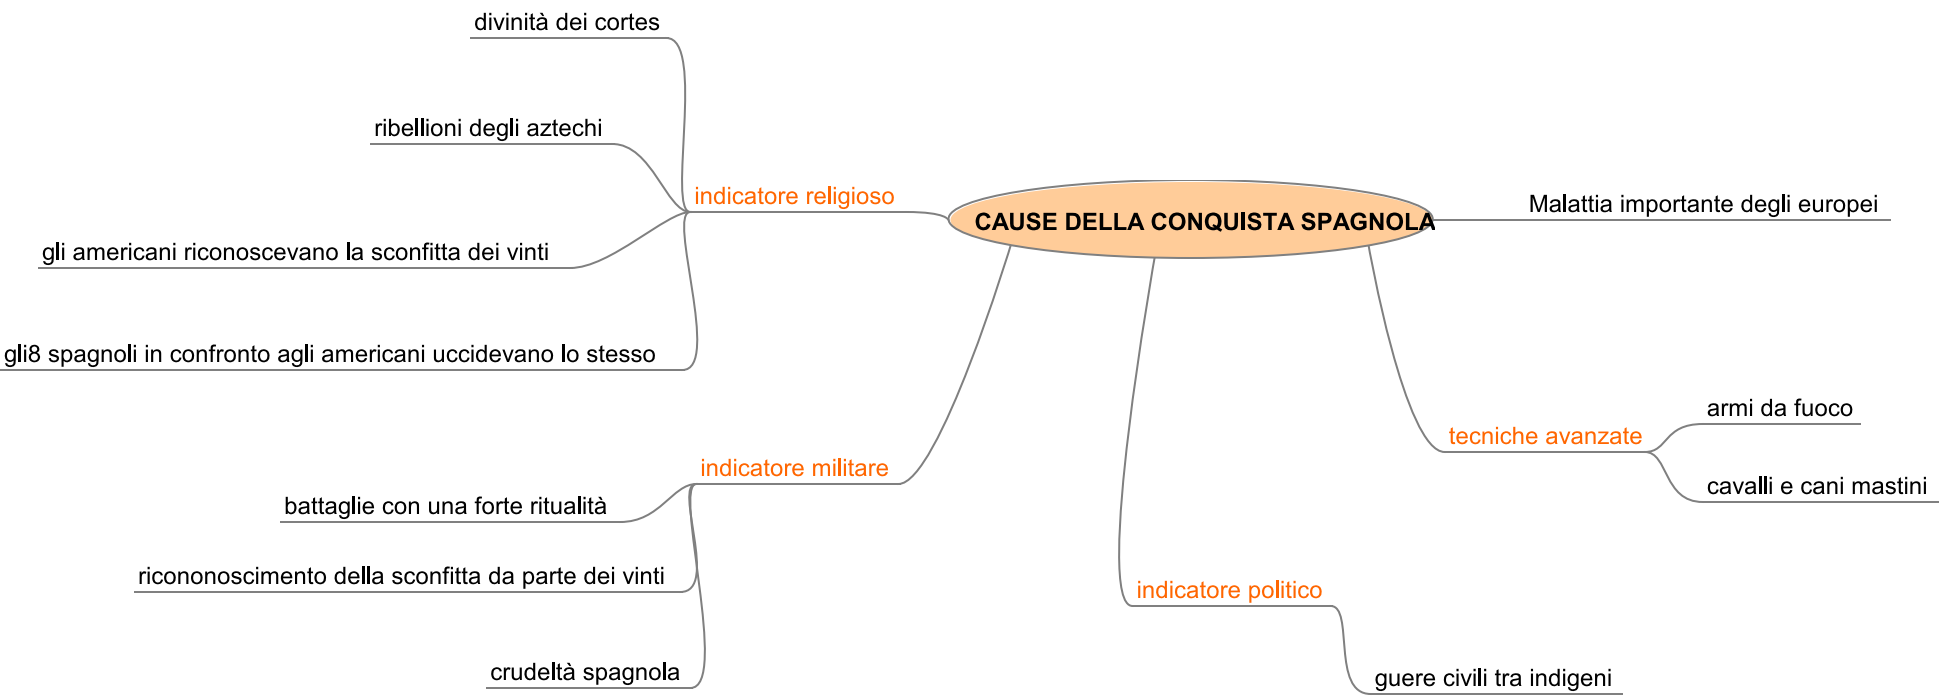 divinità dei cortes
ribellioni degli aztechi
indicatore religioso
gli americani riconoscevano la sconfitta dei vinti
gli8 spagnoli in confronto agli americani uccidevano lo stesso
CAUSE DELLA CONQUISTA SPAGNOLA
Malattia importante degli europei
indicatore militare
battaglie con una forte ritualità
ricononoscimento della sconfitta da parte dei vinti
crudeltà spagnola
tecniche avanzate
armi da fuoco
cavalli e cani mastini
indicatore politico
guere civili tra indigeni